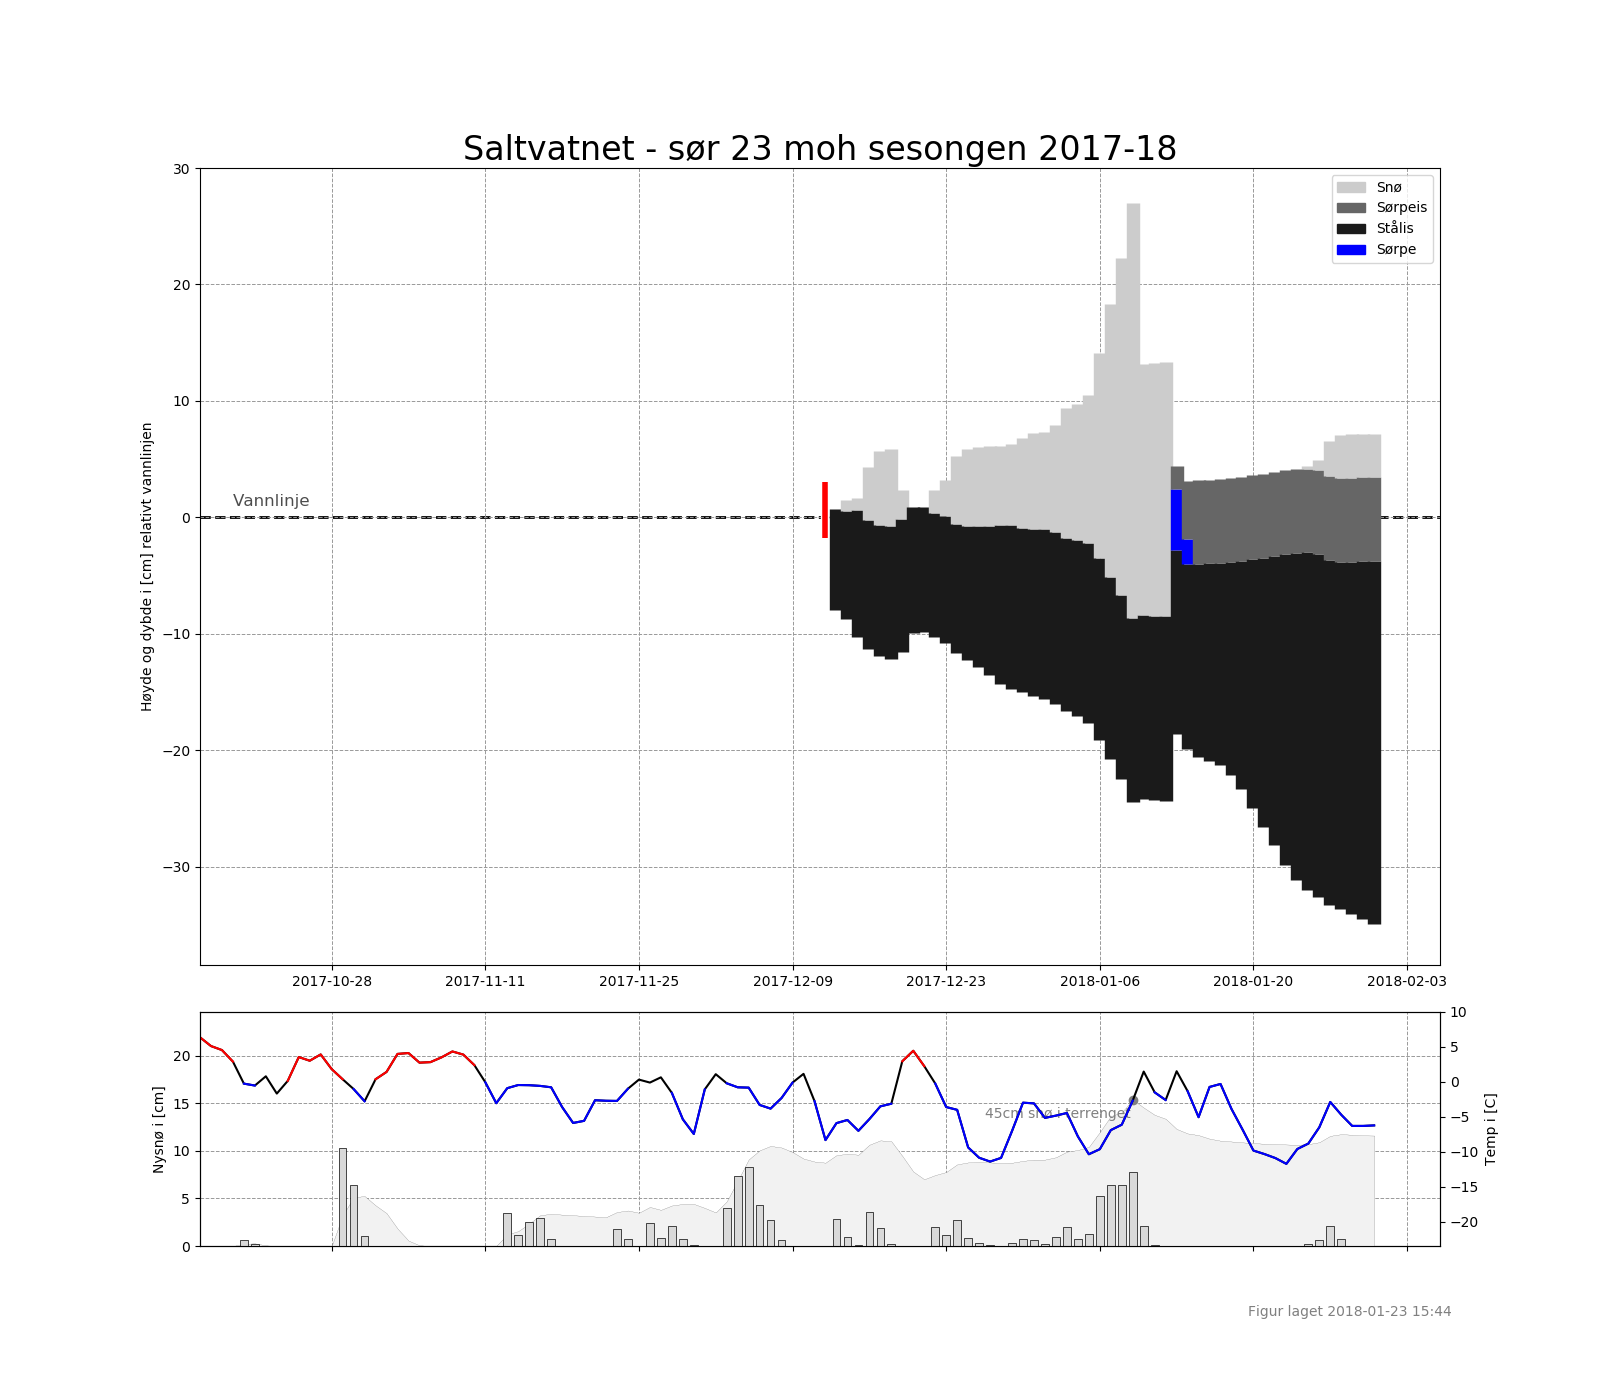 Saltvatnet - sør 23 moh sesongen 2017-18
30
20
10
0
−10
−20
−30
Høyde og dybde i [cm] relativt vannlinjen
Vannlinje
Snø
Sørpeis
Stålis
Sørpe
2017-10-28 2017-11-11 2017-11-25 2017-12-09 2017-12-23 2018-01-06 2018-01-20 2018-02-03
20
15
10
5
0
Nysnø i [cm]
45cm snø i terrenget
10
5
0
−5
−10
−15
−20
Temp i [C]
Figur laget 2018-01-23 15:44